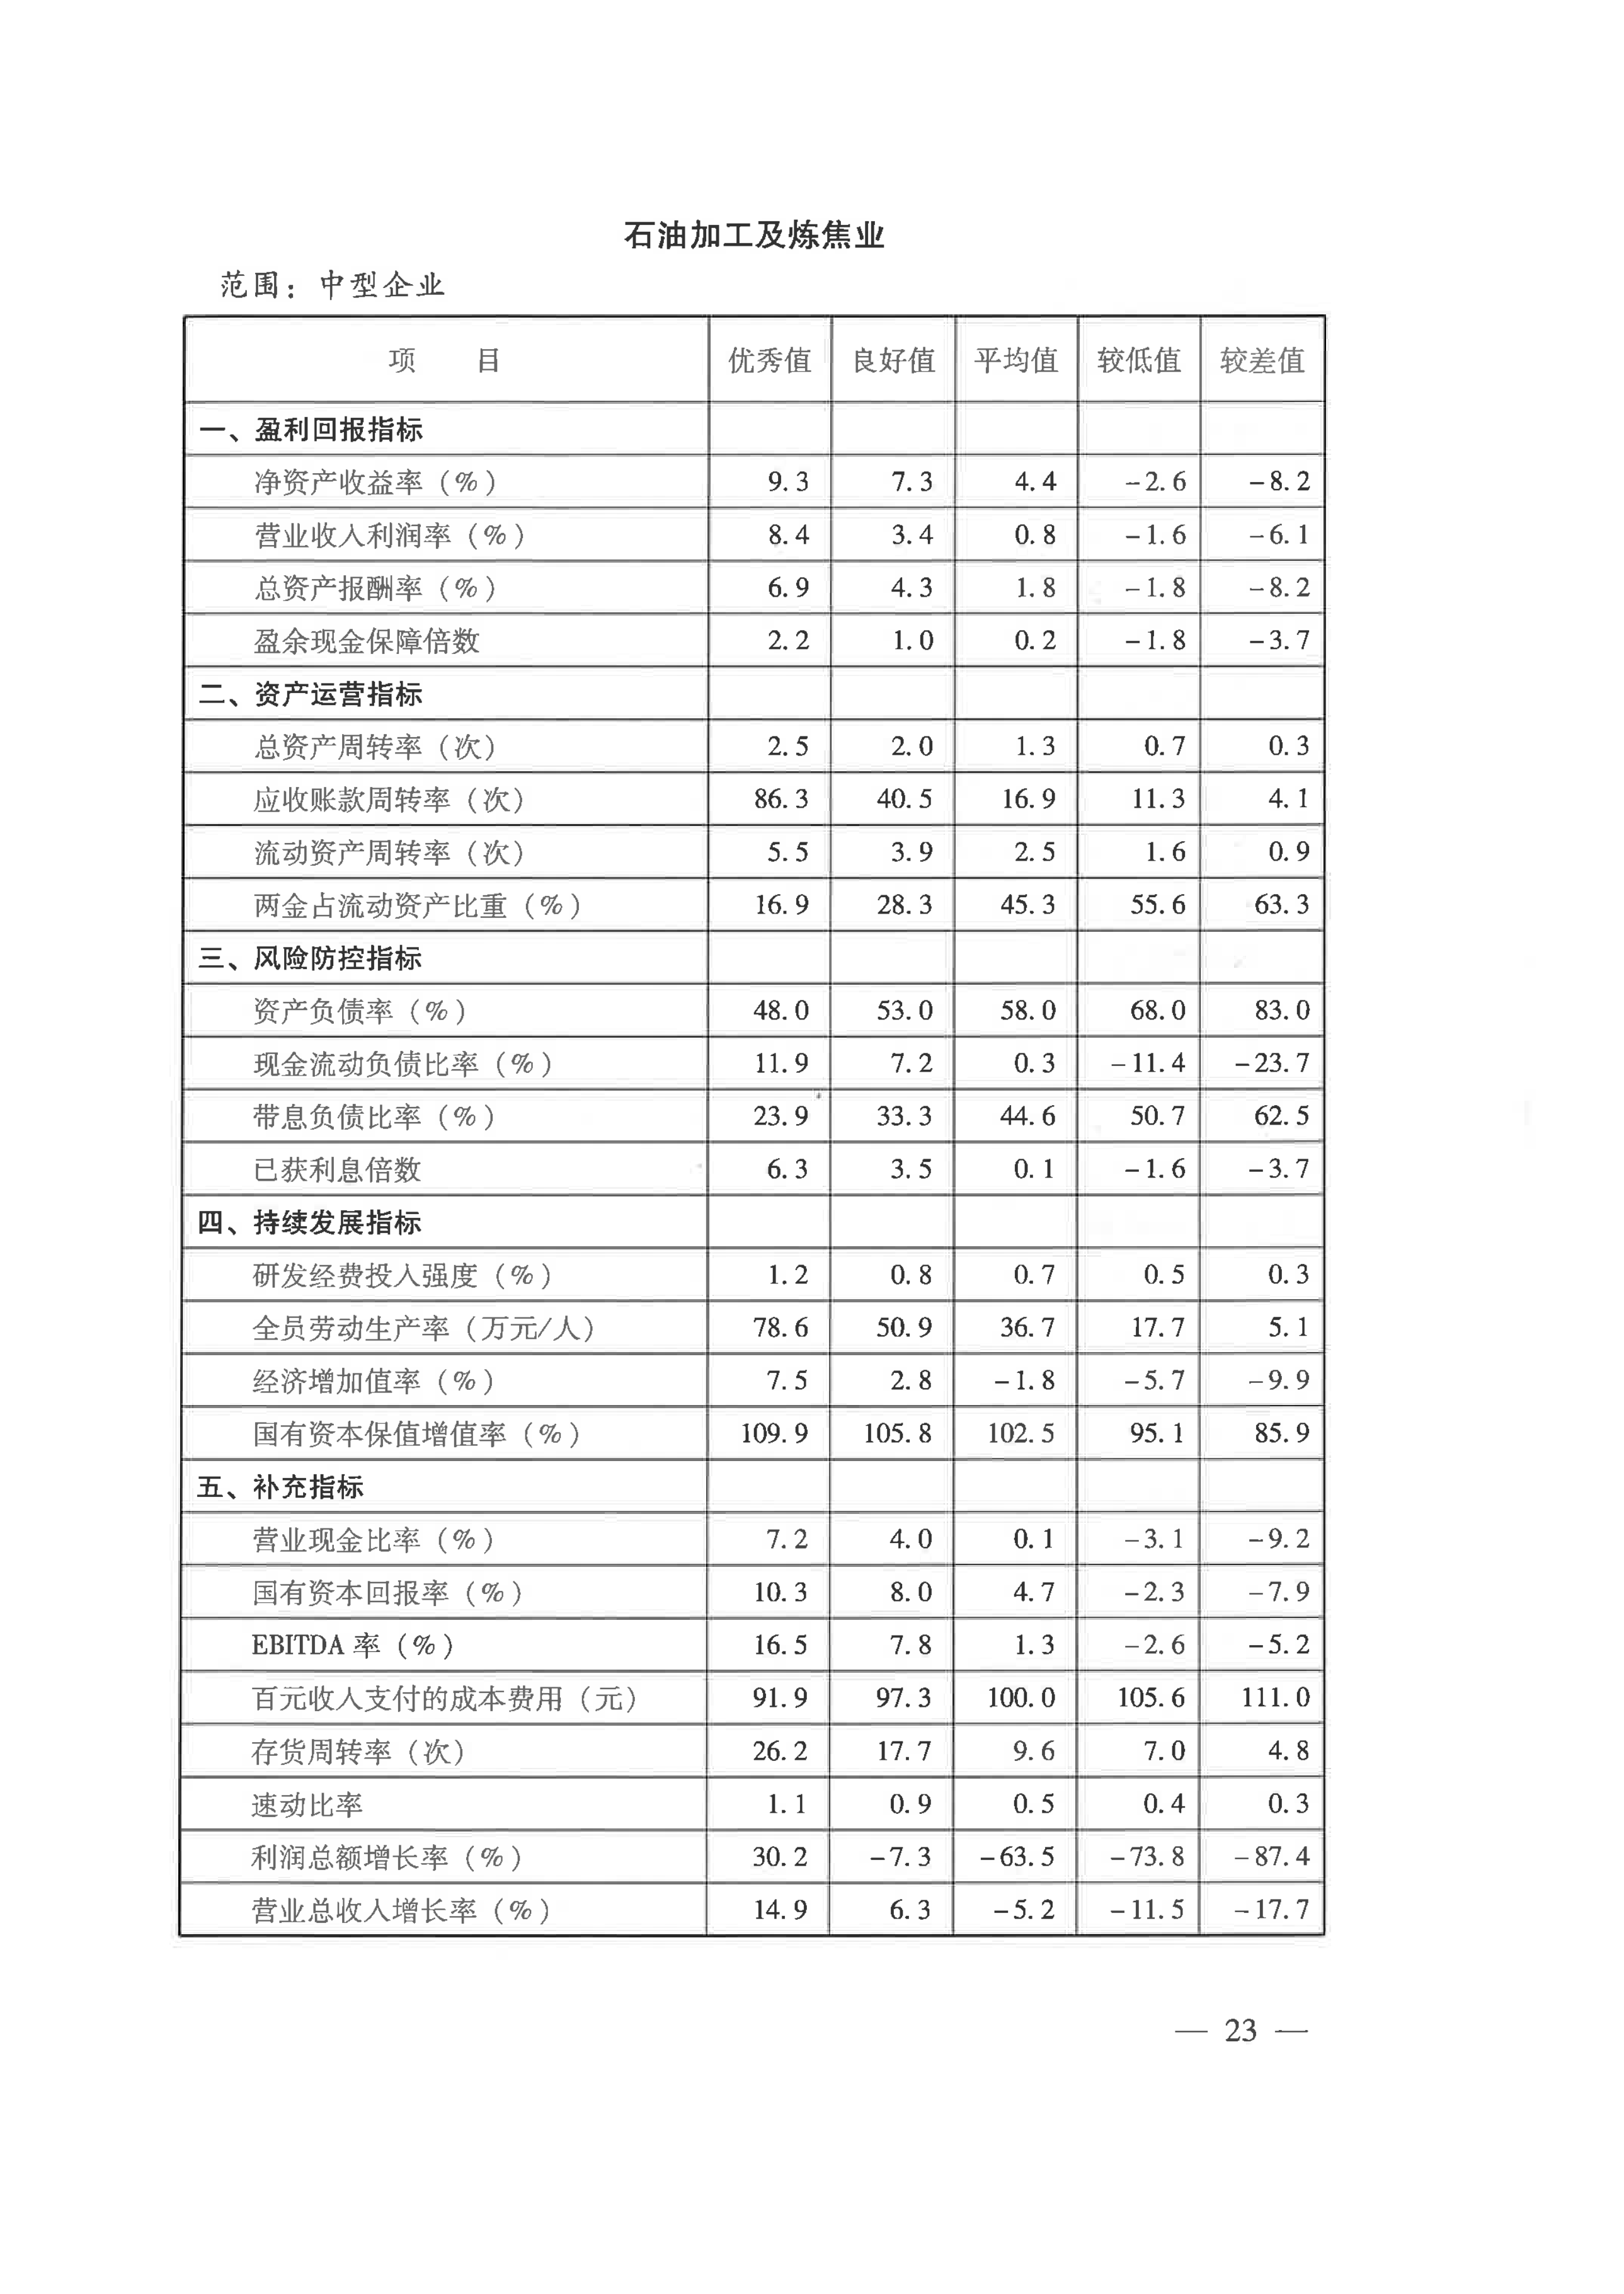 石油加工及炼焦业
范围：中型企业
项 目 优秀值 良好值 平均值 较低值 较差值
一、盈利回报指标
净资产收益率（%） 9.3 7.3 4.4 -2.6 -8.2
营业收入利润率（%） 8.4 3.4 0.8 -1.6 -6.1
总资产报酬率（%） 6.9 4.3 1.8 -1.8 -8.2
盈余现金保障倍数 2.2 1.0 0.2 -1.8 -3.7
二、资产运营指标
总资产周转率（次） 2.5 2.0 1.3 0.7 0.3
应收账款周转率（次） 86.3 40.5 16.9 11.3 4.1
流动资产周转率（次） 5.5 3.9 2.5 1.6 0.9
两金占流动资产比重（%） 16.9 28.3 45.3 55.6 63.3
三、风险防控指标
资产负债率（%） 48.0 53.0 58.0 68.0 83.0
现金流动负债比率（%） 11.9 7.2 0.3 -11.4 -23.7
带息负债比率（%） 23.9 33.3 44.6 50.7 62.5
已获利息倍数 6.3 3.5 0.1 -1.6 -3.7
四、持续发展指标
研发经费投入强度（%） 1.2 0.8 0.7 0.5 0.3
全员劳动生产率（万元/人） 78.6 50.9 36.7 17.7 5.1
经济增加值率（%） 7.5 2.8 -1.8 -5.7 -9.9
国有资本保值增值率（%） 109.9 105.8 102.5 95.1 85.9
五、补充指标
营业现金比率（%） 7.2 4.0 0.1 -3.1 -9.2
国有资本回报率（%） 10.3 8.0 4.7 -2.3 -7.9
EBITDA 率（%） 16.5 7.8 1.3 -2.6 -5.2
百元收入支付的成本费用（元） 91.9 97.3 100.0 105.6 111.0
存货周转率（次） 26.2 17.7 9.6 7.0 4.8
速动比率 1.1 0.9 0.5 0.4 0.3
利润总额增长率（%） 30.2 -7.3 -63.5 -73.8 -87.4
营业总收入增长率（%） 14.9 6.3 -5.2 -11.5 -17.7
— 23 —